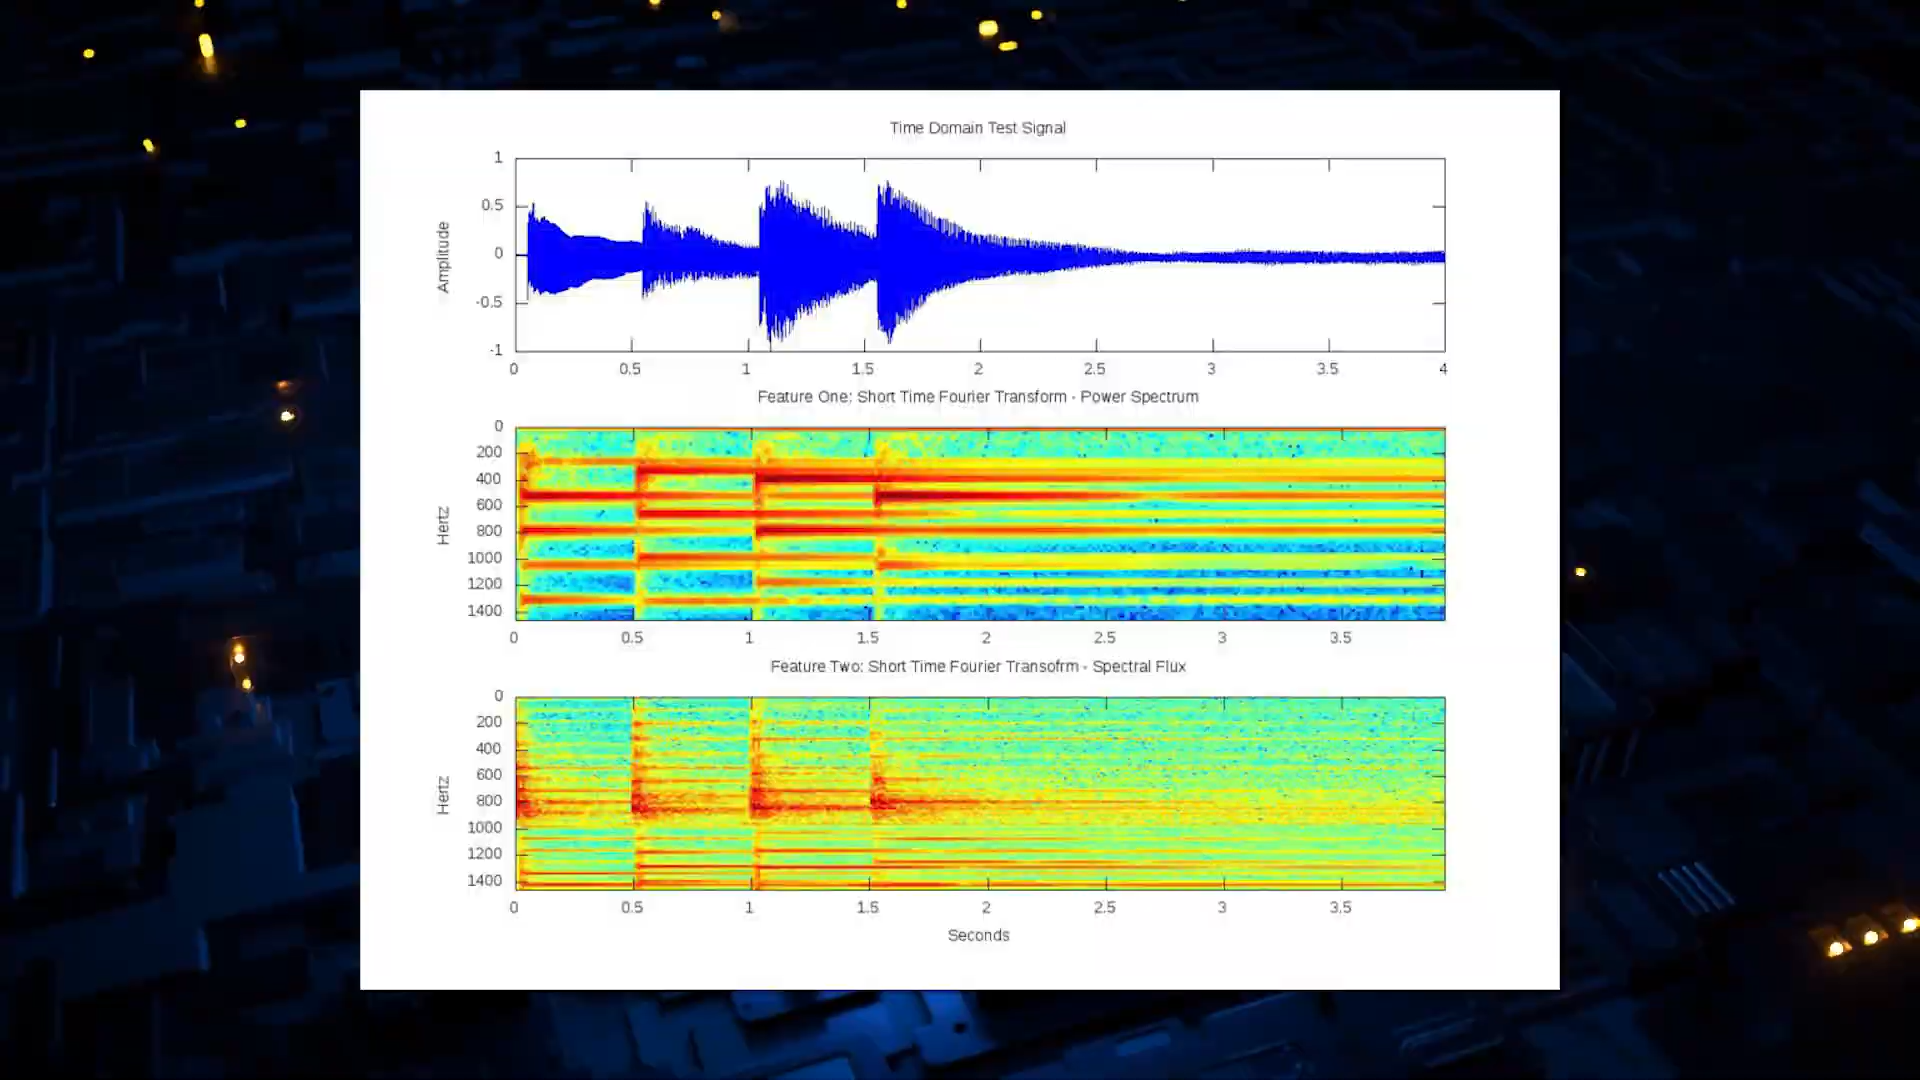 Time Domain Test Signal
1
0.5
0
-0.5
-1
Amplitude
0 0.5 1 1.5 2 2.5 3 3.5 4
Feature One: Short Time Fourier Transform - Power Spectrum
0
200
400
600
800
1000
1200
1400
Hertz
0 0.5 1 1.5 2 2.5 3 3.5
Feature Two: Short Time Fourier Transofrm - Spectral Flux
0
200
400
600
800
1000
1200
1400
Hertz
0 0.5 1 1.5 2 2.5 3 3.5
Seconds